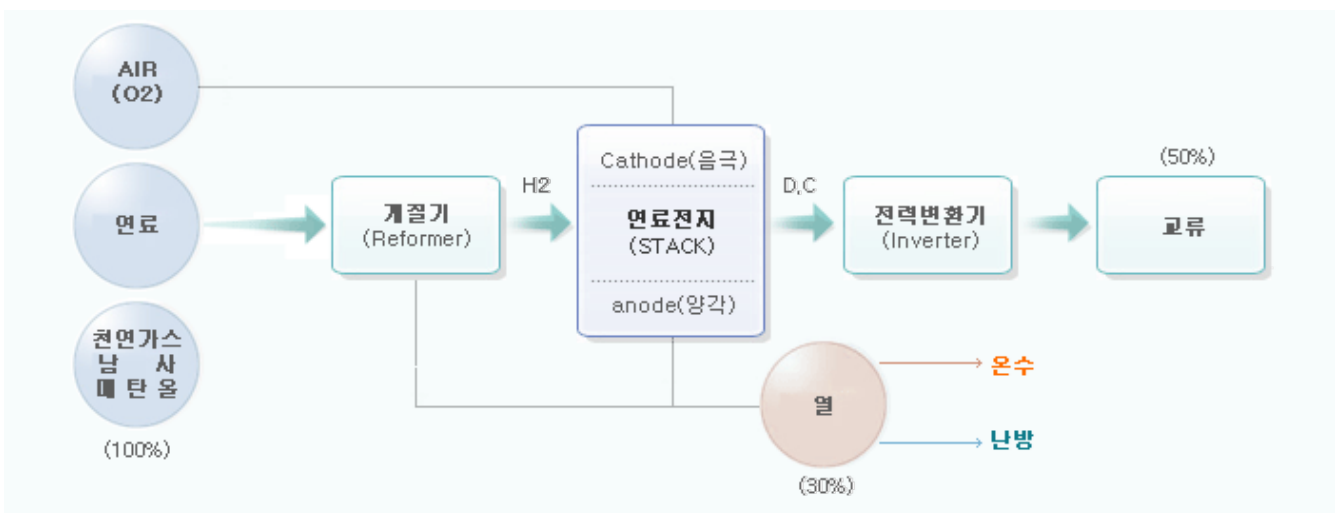 AIR
(O2)
연료
천연가스
남 사
메 탄 올
(100%)
개질기
(Reformer)
H2
Cathode(음극)
연료전지
(STACK)
anode(양각)
D,C
전력변환기
(Inverter)
(50%)
교류
열
(30%)
온수
난방